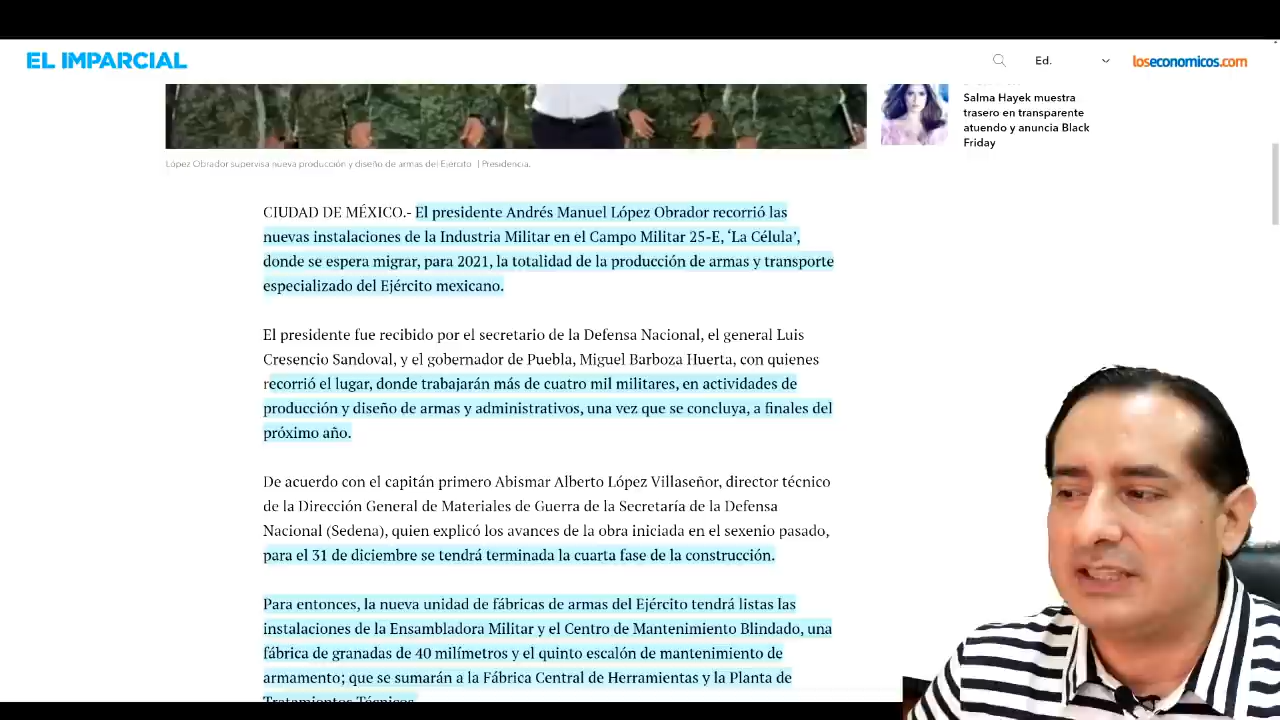 EL IMPARCIAL
Ed.
loseconomicos.com
Salma Hayek muestra
trasero en transparente
atuendo y anuncia Black
Friday
López Obrador supervisa nueva producción y diseño de armas del Ejército | Presidencia.
CIUDAD DE MÉXICO.- El presidente Andrés Manuel López Obrador recorrió las
nuevas instalaciones de la Industria Militar en el Campo Militar 25-E, ‘La Célula’,
donde se espera migrar, para 2021, la totalidad de la producción de armas y transporte
especializado del Ejército mexicano.
El presidente fue recibido por el secretario de la Defensa Nacional, el general Luis
Cresencio Sandoval, y el gobernador de Puebla, Miguel Barboza Huerta, con quienes
recorrió el lugar, donde trabajarán más de cuatro mil militares, en actividades de
producción y diseño de armas y administrativos, una vez que se concluya, a finales del
próximo año.
De acuerdo con el capitán primero Abismar Alberto López Villaseñor, director técnico
de la Dirección General de Materiales de Guerra de la Secretaría de la Defensa
Nacional (Sedena), quien explicó los avances de la obra iniciada en el sexenio pasado,
para el 31 de diciembre se tendrá terminada la cuarta fase de la construcción.
Para entonces, la nueva unidad de fábricas de armas del Ejército tendrá listas las
instalaciones de la Ensambladora Militar y el Centro de Mantenimiento Blindado, una
fábrica de granadas de 40 milímetros y el quinto escalón de mantenimiento de
armamento; que se sumarán a la Fábrica Central de Herramientas y la Planta de
Tratamientos Técnicos.